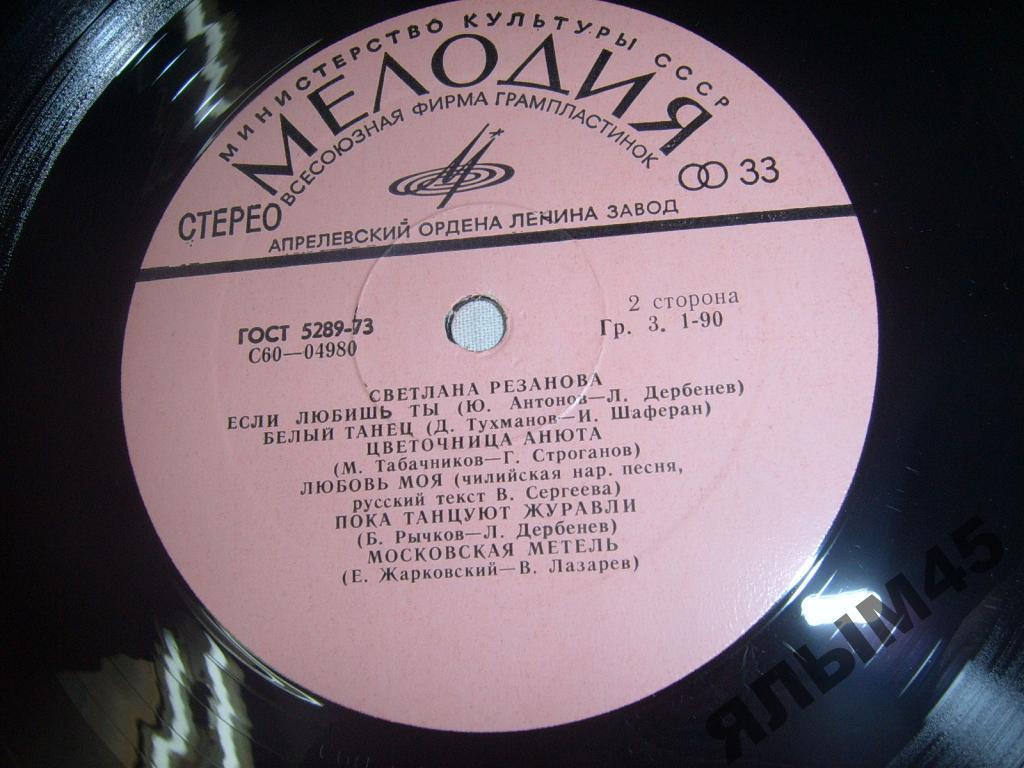 МИНИСТЕРСТВО КУЛЬТУРЫ СССР
МЕЛОДИЯ
ВСЕСОЮЗНАЯ ФИРМА ГРАМПЛАСТИНОК
СТЕРЕО
33
АПРЕЛЕВСКИЙ ОРДЕНА ЛЕНИНА ЗАВОД
ГОСТ 5289-73
С60—04980
2 сторона
Гр. 3. 1-90
СВЕТЛАНА РЕЗАНОВА
ЕСЛИ ЛЮБИШЬ ТЫ (Ю. Антонов—Л. Дербенев)
БЕЛЫЙ ТАНЕЦ (Д. Тухманов—И. Шаферан)
ЦВЕТОЧНИЦА АНЮТА
(М. Табачников—Г. Строганов)
ЛЮБОВЬ МОЯ (чилийская нар. песня,
русский текст В. Сергеева)
ПОКА ТАНЦУЮТ ЖУРАВЛИ
(Б. Рычков—Л. Дербенев)
МОСКОВСКАЯ МЕТЕЛЬ
(Е. Жарковский—В. Лазарев)
ЯЛЫМ45